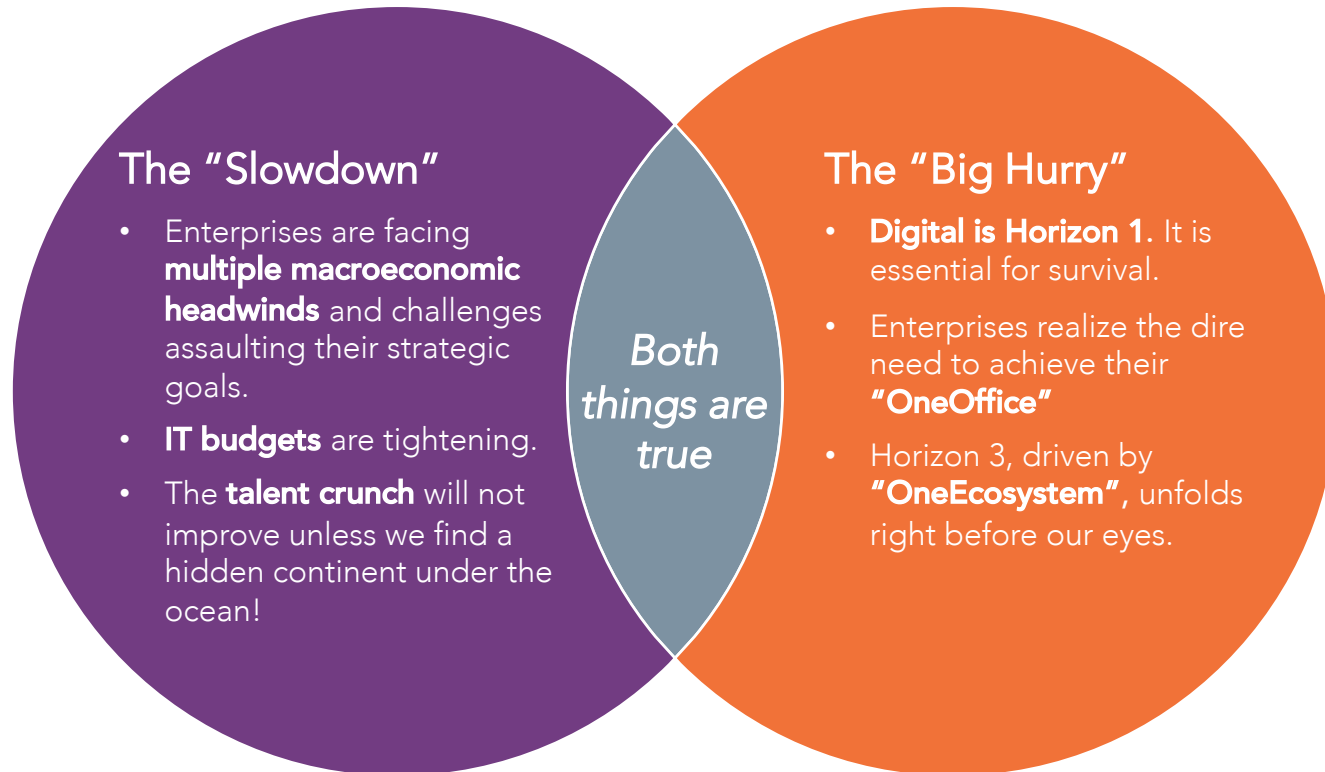 The “Slowdown”
• Enterprises are facing
multiple macroeconomic
headwinds and challenges
assaulting their strategic
goals.
• IT budgets are tightening.
• The talent crunch will not
improve unless we find a
hidden continent under the
ocean!
Both
things are
true
The “Big Hurry”
• Digital is Horizon 1. It is
essential for survival.
• Enterprises realize the dire
need to achieve their
“OneOffice”
• Horizon 3, driven by
“OneEcosystem”, unfolds
right before our eyes.